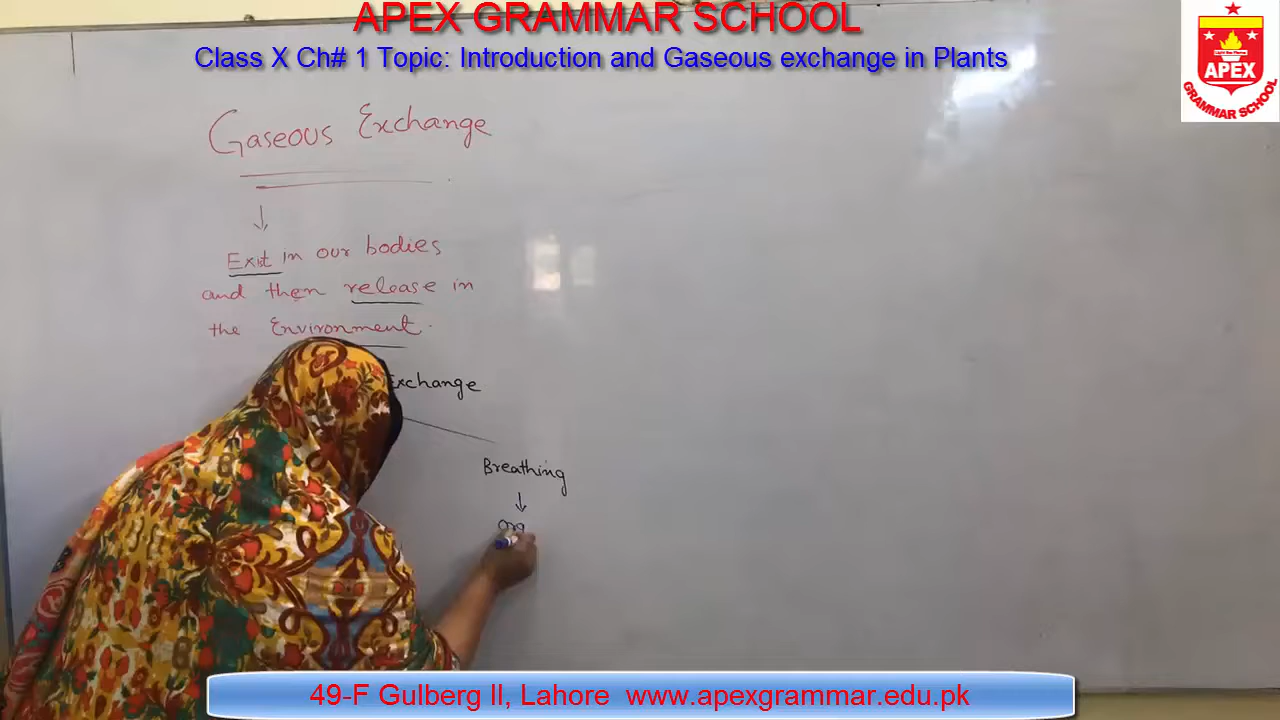 APEX GRAMMAR SCHOOL
Class X Ch# 1 Topic: Introduction and Gaseous exchange in Plants
APEX
GRAMMAR SCHOOL
Gaseous Exchange
Exist in our bodies
and then release in
the Environment.
Exchange
Breathing
49-F Gulberg II, Lahore www.apexgrammar.edu.pk